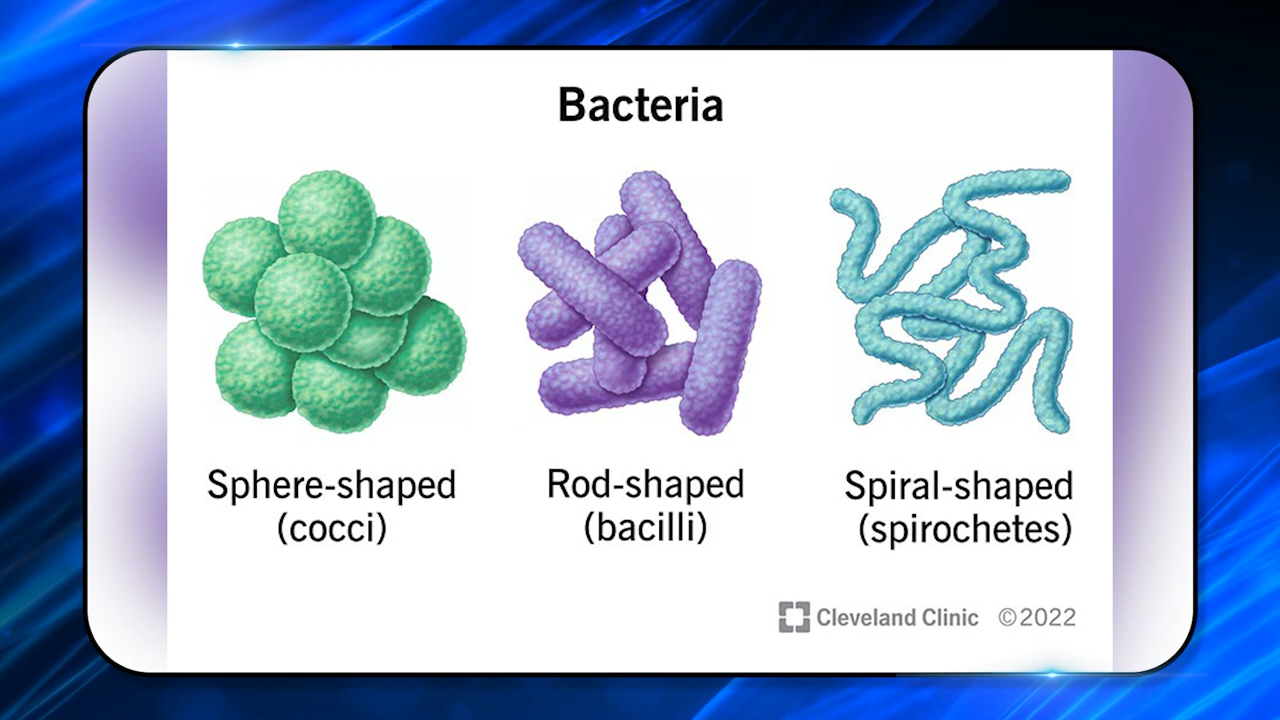 Bacteria
Sphere-shaped
(cocci)
Rod-shaped
(bacilli)
Spiral-shaped
(spirochetes)
Cleveland Clinic ©2022